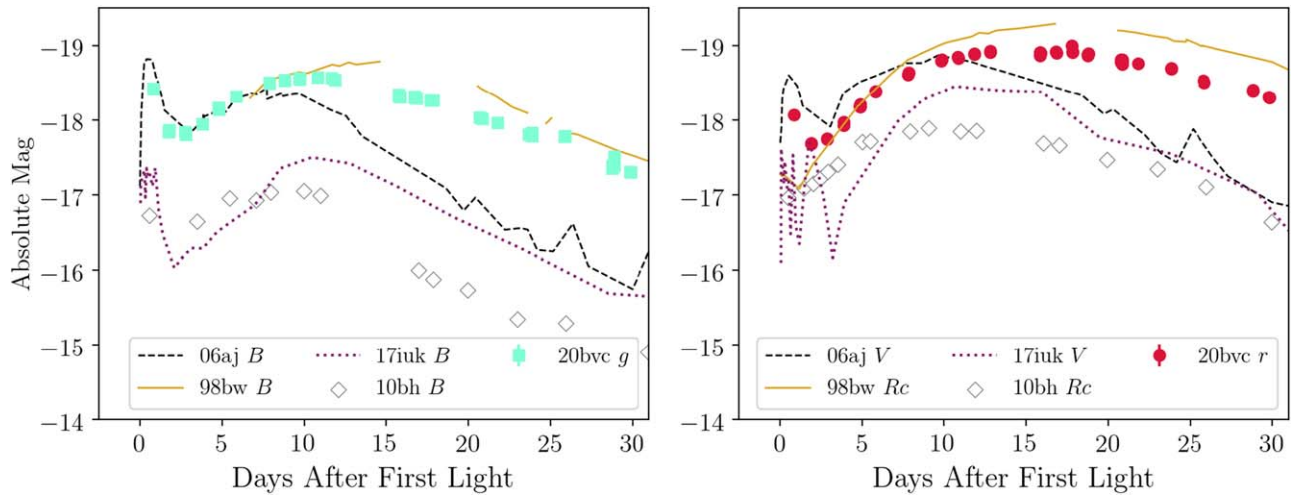 Absolute Mag
−19
−18
−17
−16
−15
−14
06aj B
17iuk B
20bvc g
98bw B
10bh B
0
5
10
15
20
25
30
Days After First Light
−19
−18
−17
−16
−15
−14
06aj V
17iuk V
20bvc r
98bw Rc
10bh Rc
0
5
10
15
20
25
30
Days After First Light